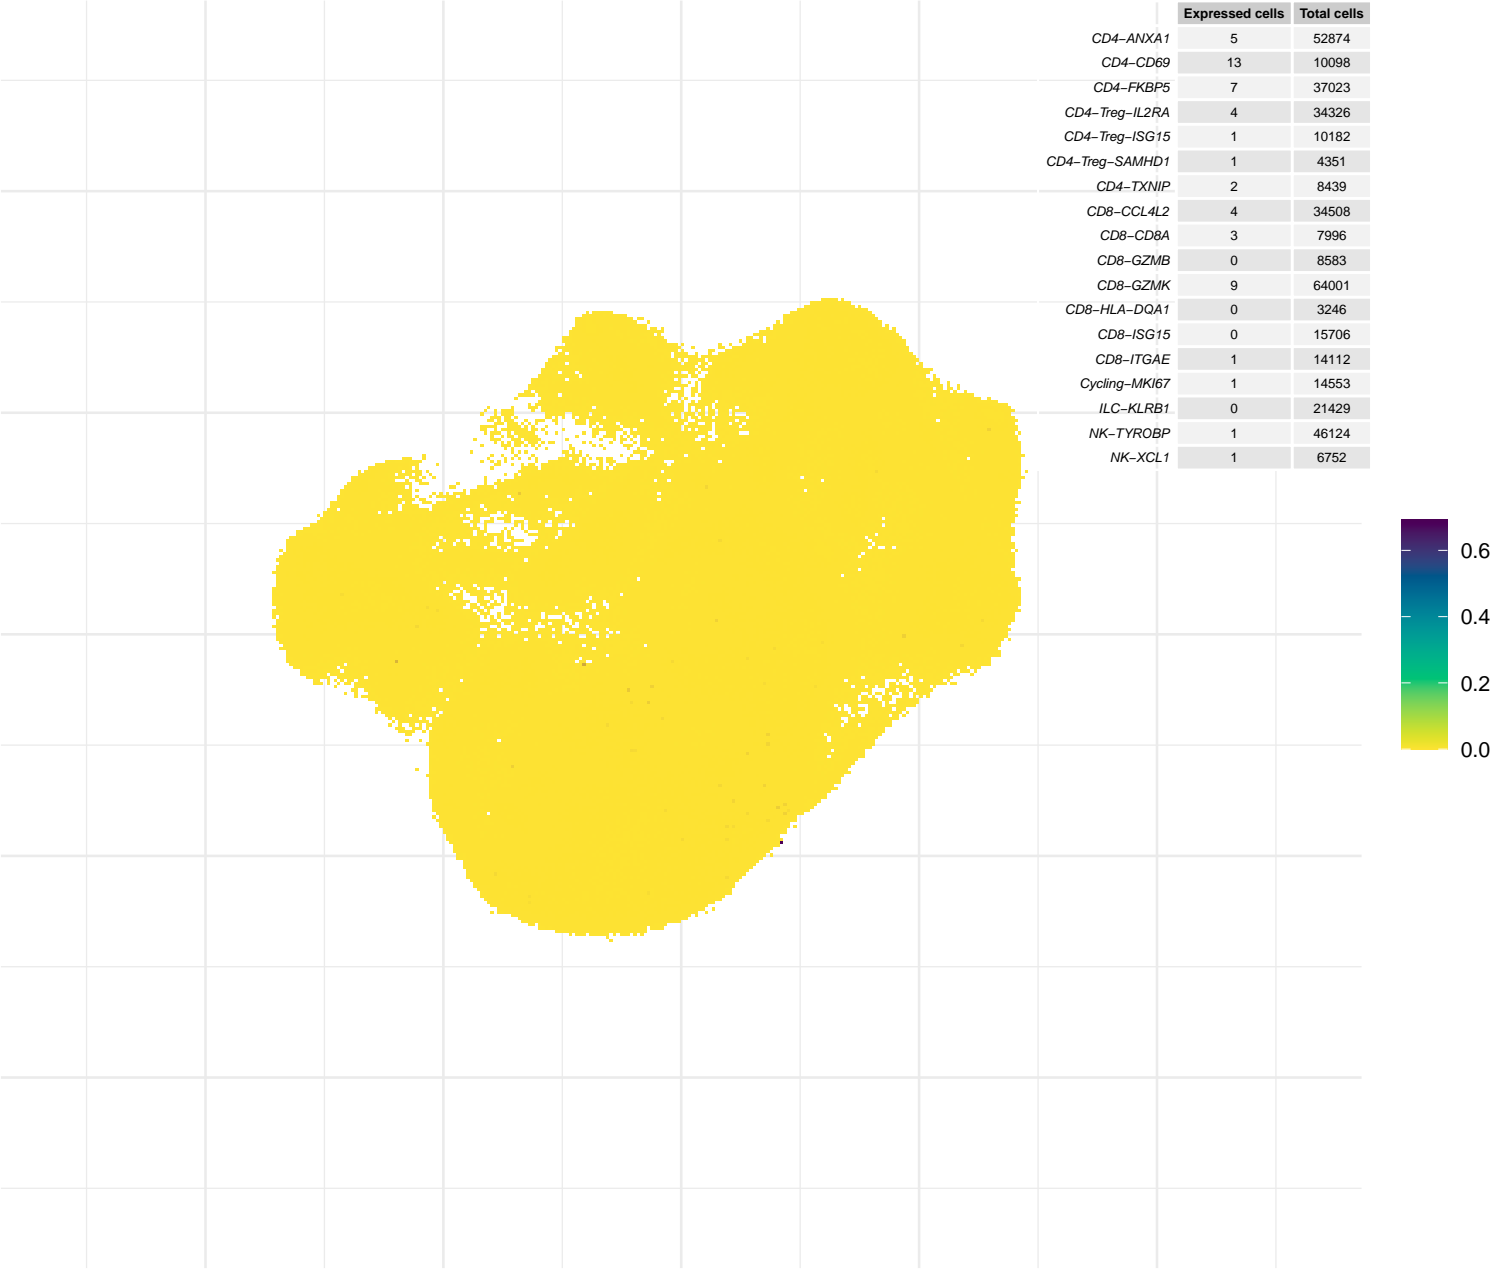 Expressed cells Total cells
CD4−ANXA1 5 52874
CD4−CD69 13 10098
CD4−FKBP5 7 37023
CD4−Treg−IL2RA 4 34326
CD4−Treg−ISG15 1 10182
CD4−Treg−SAMHD1 1 4351
CD4−TXNIP 2 8439
CD8−CCL4L2 4 34508
CD8−CD8A 3 7996
CD8−GZMB 0 8583
CD8−GZMK 9 64001
CD8−HLA−DQA1 0 3246
CD8−ISG15 0 15706
CD8−ITGAE 1 14112
Cycling−MKI67 1 14553
ILC−KLRB1 0 21429
NK−TYROBP 1 46124
NK−XCL1 1 6752
0.6
0.4
0.2
0.0